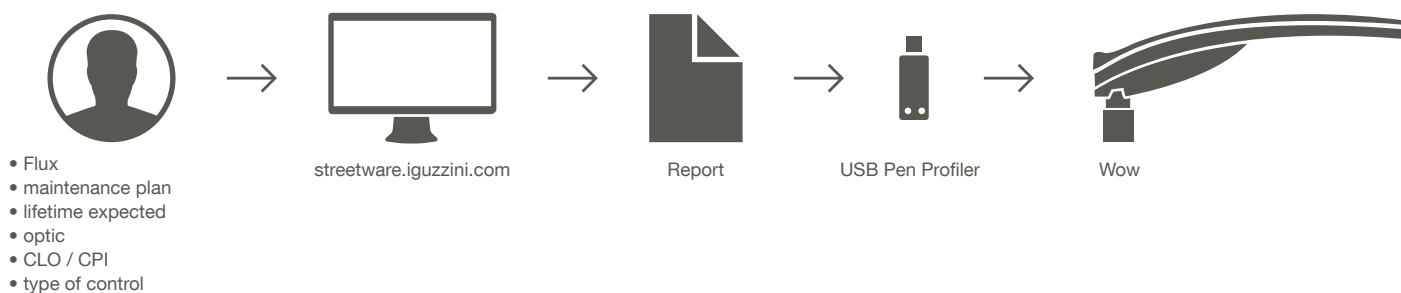 streetware.iguzzini.com
Report
USB Pen Profiler
Wow
• Flux
• maintenance plan
• lifetime expected
• optic
• CLO / CPI
• type of control